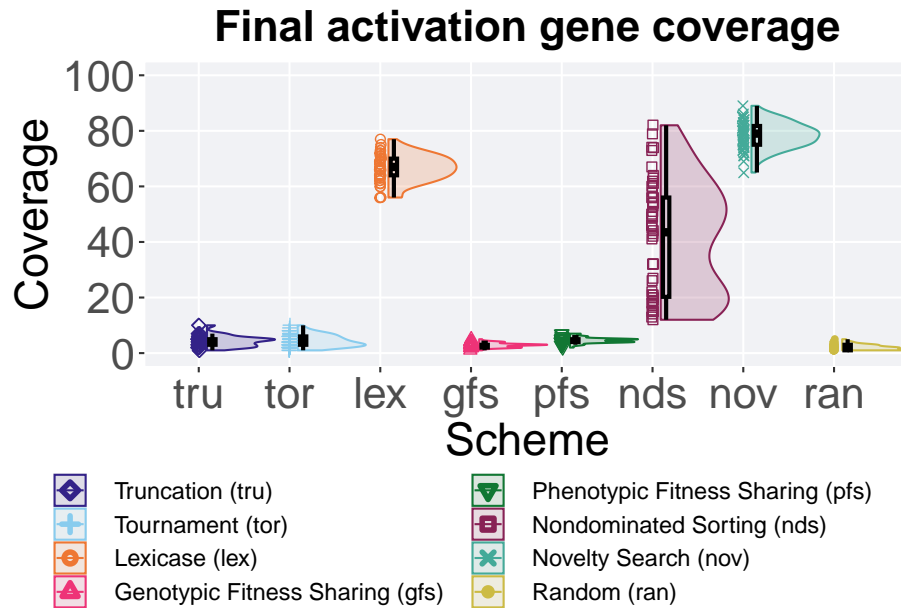 Final activation gene coverage
100
80
60
40
20
0
Coverage
tru tor lex gfs pfs nds nov ran
Scheme
Truncation (tru)
Tournament (tor)
Lexicase (lex)
Genotypic Fitness Sharing (gfs)
Phenotypic Fitness Sharing (pfs)
Nondominated Sorting (nds)
Novelty Search (nov)
Random (ran)